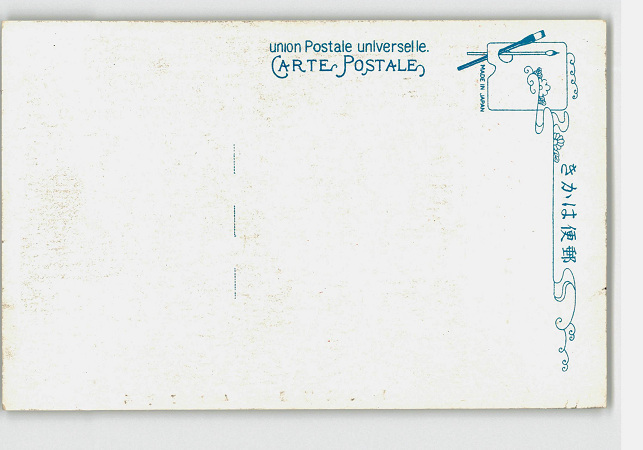 union Postale universelle.
CARTE POSTALE
MADE IN JAPAN
きかは便郵